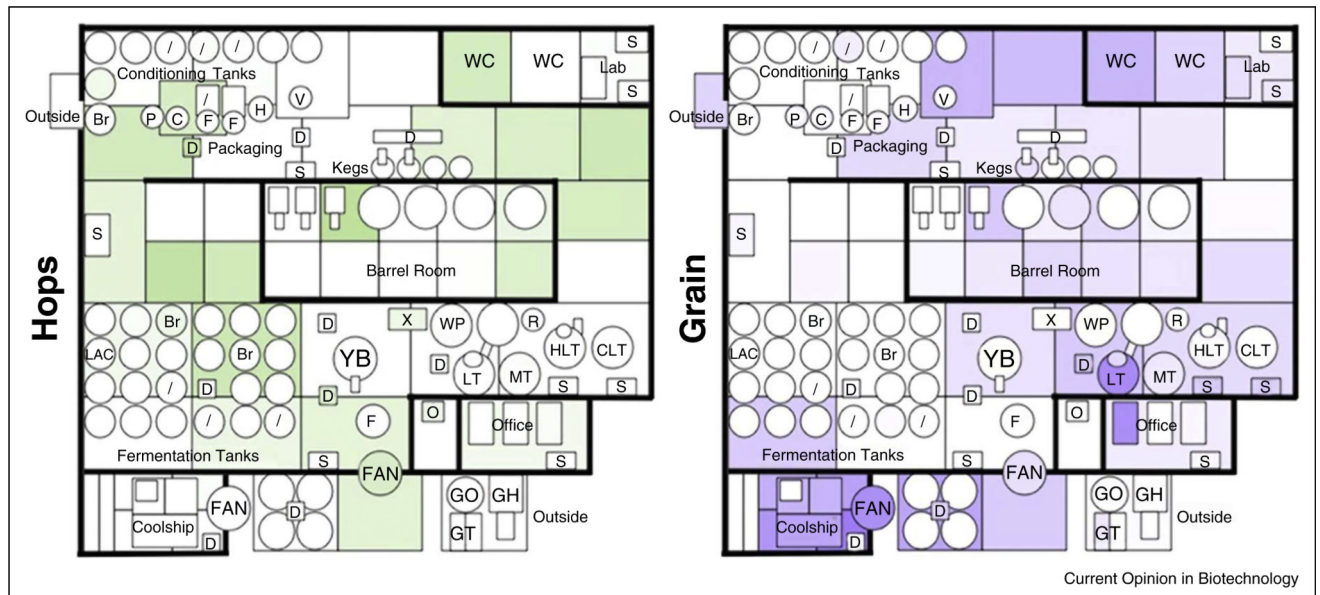 Hops
WC
WC
S
Lab
S
/
/
/
Conditioning Tanks
Outside
Br
P
C
/
F
F
H
V
D
Packaging
D
S
Kegs
D
S
Barrel Room
Br
LAC
/
Br
D
/
/
Fermentation Tanks
D
YB
D
F
S
FAN
X
WP
R
D
LT
MT
HLT
CLT
S
S
O
Office
S
Coolship
FAN
D
D
GO
GH
GT
Outside
Grain
WC
WC
S
Lab
S
/
/
/
Conditioning Tanks
Outside
Br
P
C
/
F
F
H
V
D
Packaging
D
S
Kegs
D
S
Barrel Room
Br
LAC
/
Br
D
/
/
Fermentation Tanks
D
YB
D
F
S
FAN
X
WP
R
D
LT
MT
HLT
CLT
S
S
O
Office
S
Coolship
FAN
D
D
GO
GH
GT
Outside
Current Opinion in Biotechnology